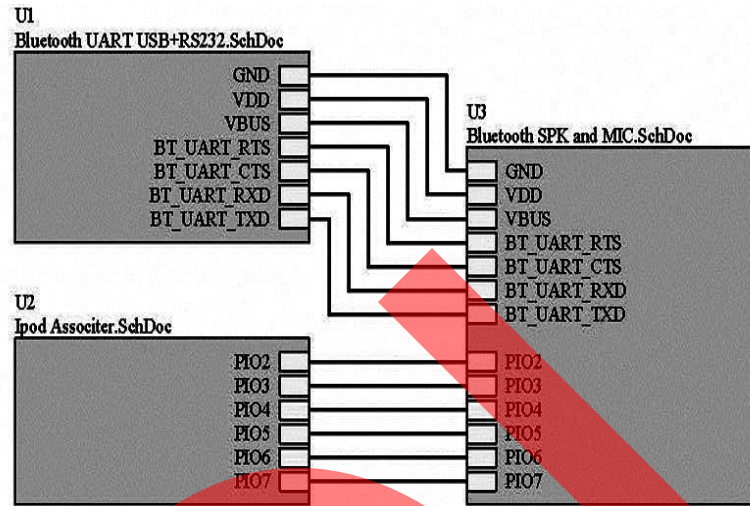 U1
Bluetooth UART USB+RS232.SchDoc
GND
VDD
VBUS
BT_UART_RTS
BT_UART_CTS
BT_UART_RXD
BT_UART_TXD
U3
Bluetooth SPK and MIC.SchDoc
GND
VDD
VBUS
BT_UART_RTS
BT_UART_CTS
BT_UART_RXD
BT_UART_TXD
PIO2
PIO3
PIO4
PIO5
PIO6
PIO7
U2
Ipod Associter.SchDoc
PIO2
PIO3
PIO4
PIO5
PIO6
PIO7